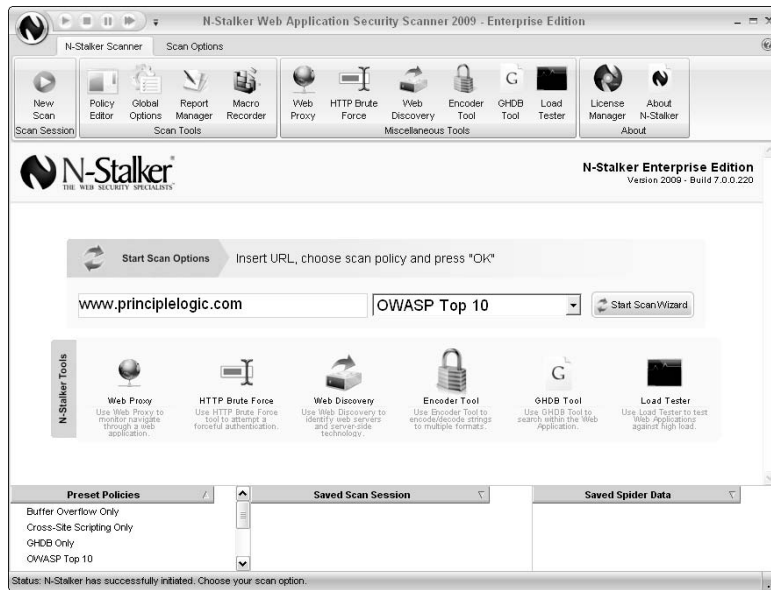 N-Stalker Web Application Security Scanner 2009 - Enterprise Edition
N-Stalker Scanner Scan Options
New Scan
Policy Editor
Global Options
Report Manager
Macro Recorder
Web Proxy
HTTP Brute Force
Web Discovery
Encoder Tool
G
GHDB Tool
Load Tester
License Manager
About N-Stalker
Scan Session Scan Tools Miscellaneous Tools About
N-Stalker®
THE WEB SECURITY SPECIALISTS
N-Stalker Enterprise Edition
Version 2009 - Build 7.0.0.220
Start Scan Options Insert URL, choose scan policy and press "OK"
www.principlelogic.com OWASP Top 10 Start Scan Wizard
N-Stalker Tools
Web Proxy
Use Web Proxy to
monitor navigate
through a web
application.
HTTP Brute Force
Use HTTP Brute Force
tool to attempt a
forceful authentication.
Web Discovery
Use Web Discovery to
identify web servers
and server-side
technology.
Encoder Tool
Use Encoder Tool to
encode/decode strings
to multiple formats.
G
GHDB Tool
Use GHDB Tool to
search within the Web
Application.
Load Tester
Use Load Tester to test
Web Applications
against high load.
Preset Policies Saved Scan Session Saved Spider Data
Buffer Overflow Only
Cross-Site Scripting Only
GHDB Only
OWASP Top 10
Status: N-Stalker has successfully initiated. Choose your scan option.